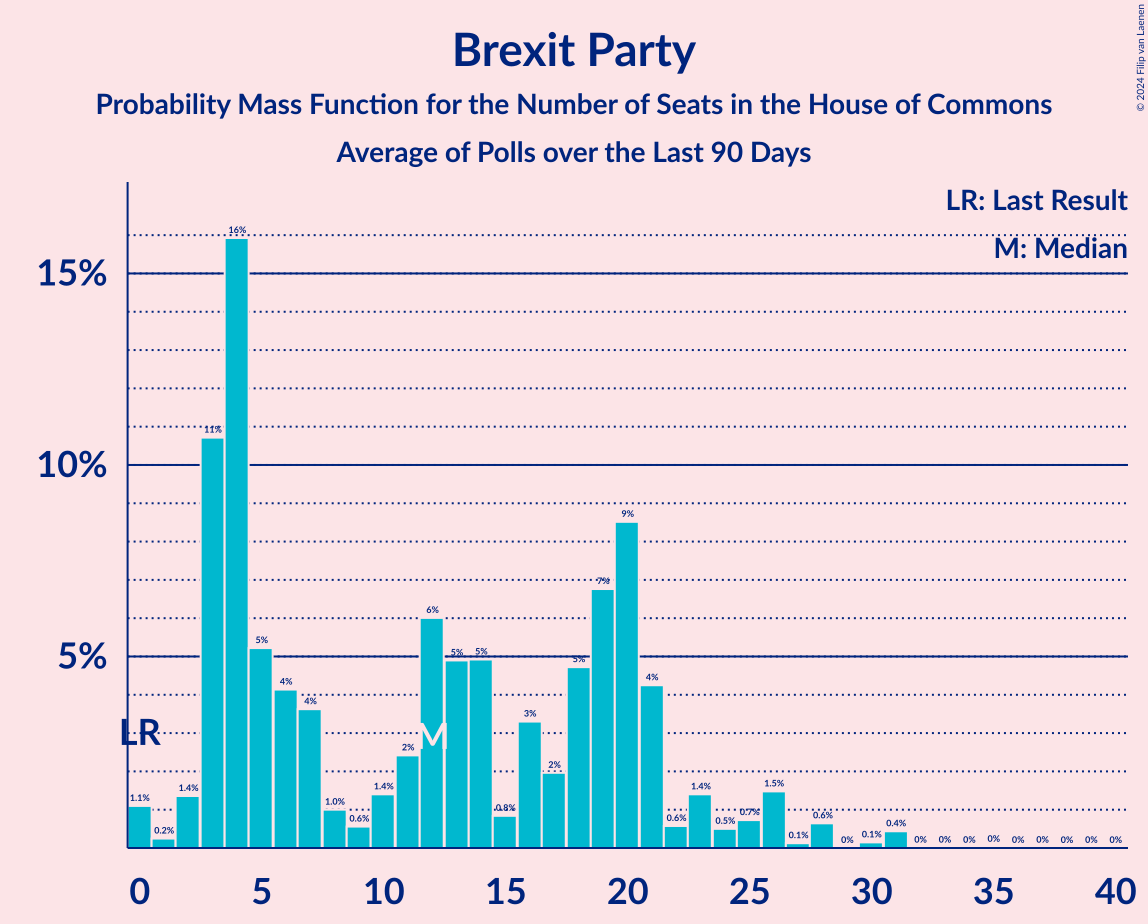 © 2024 Filip van Laenen
Brexit Party
Probability Mass Function for the Number of Seats in the House of Commons
Average of Polls over the Last 90 Days
LR: Last Result
M: Median
15%
10%
5%
LR
M
1.1% 0.2% 1.4% 11% 16% 5% 4% 4% 1.0% 0.6% 1.4% 2% 6% 5% 5% 0.8% 3% 2% 5% 7% 9% 4% 0.6% 1.4% 0.5% 0.7% 1.5% 0.1% 0.6% 0% 0.1% 0.4% 0% 0% 0% 0% 0% 0% 0% 0% 0%
0 5 10 15 20 25 30 35 40